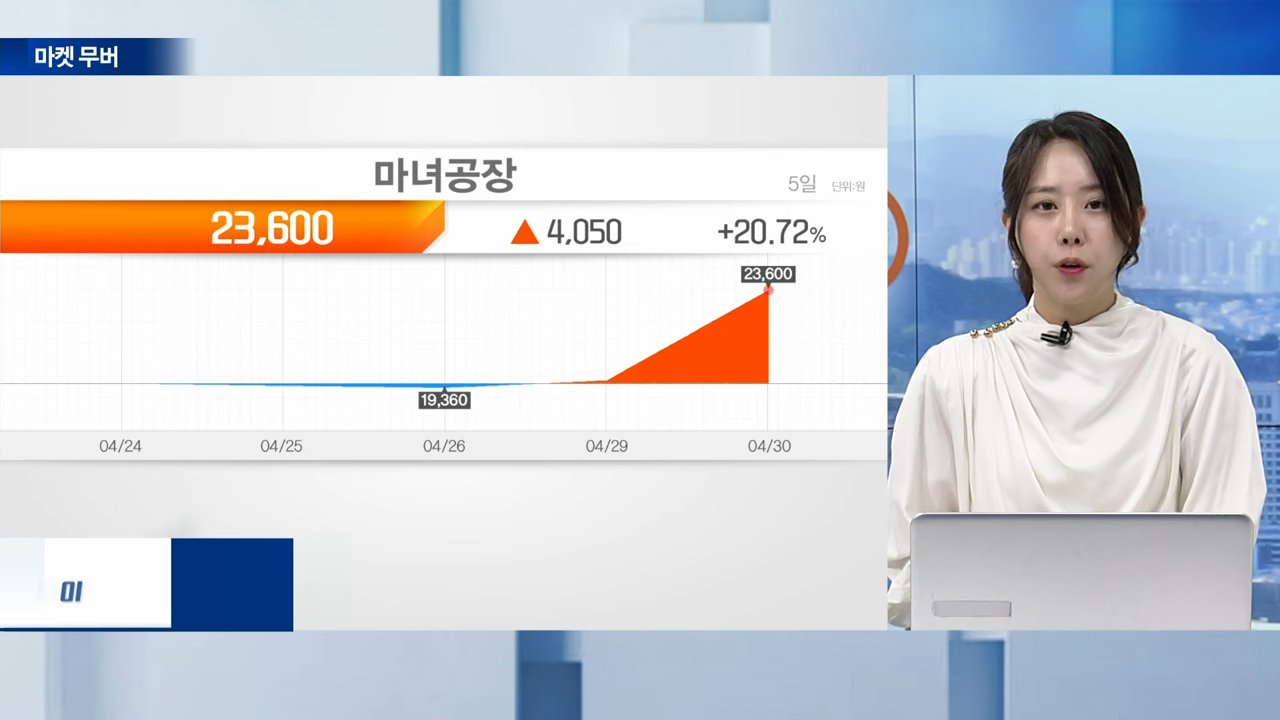 마켓 무버
마녀공장
5일 단위:원
23,600 ▲ 4,050 +20.72%
23,600
19,360
04/24 04/25 04/26 04/29 04/30